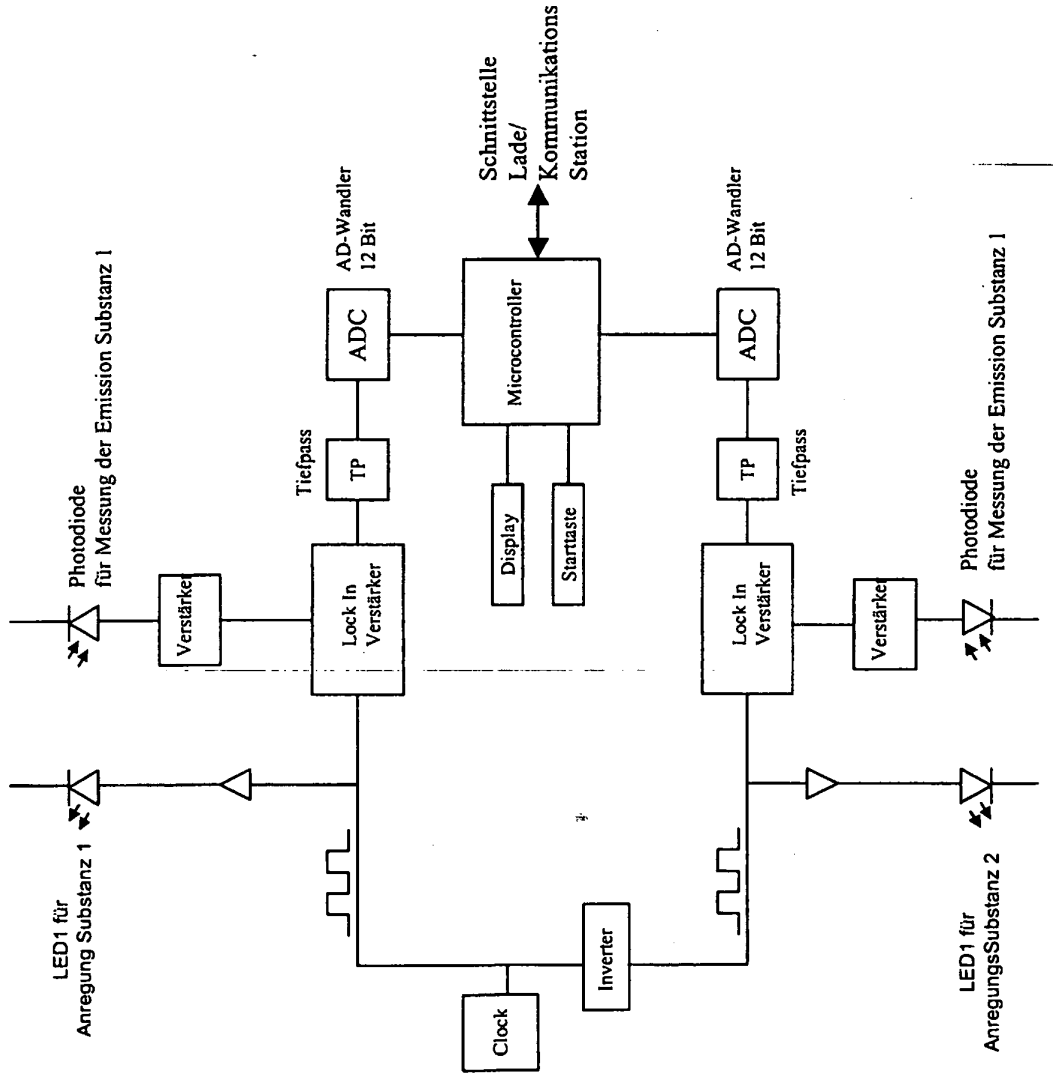 LED1 für
Anregung Substanz 1
Photodiode
für Messung der Emission Substanz 1
Verstärker
Lock In
Verstärker
Tiefpass
TP
AD-Wandler
12 Bit
ADC
Clock
Inverter
Display
Starttaste
Microcontroller
Schnittstelle
Lade/
Kommunikations
Station
Lock In
Verstärker
TP
Tiefpass
ADC
AD-Wandler
12 Bit
Verstärker
LED1 für
AnregungsSubstanz 2
Photodiode
für Messung der Emission Substanz 1